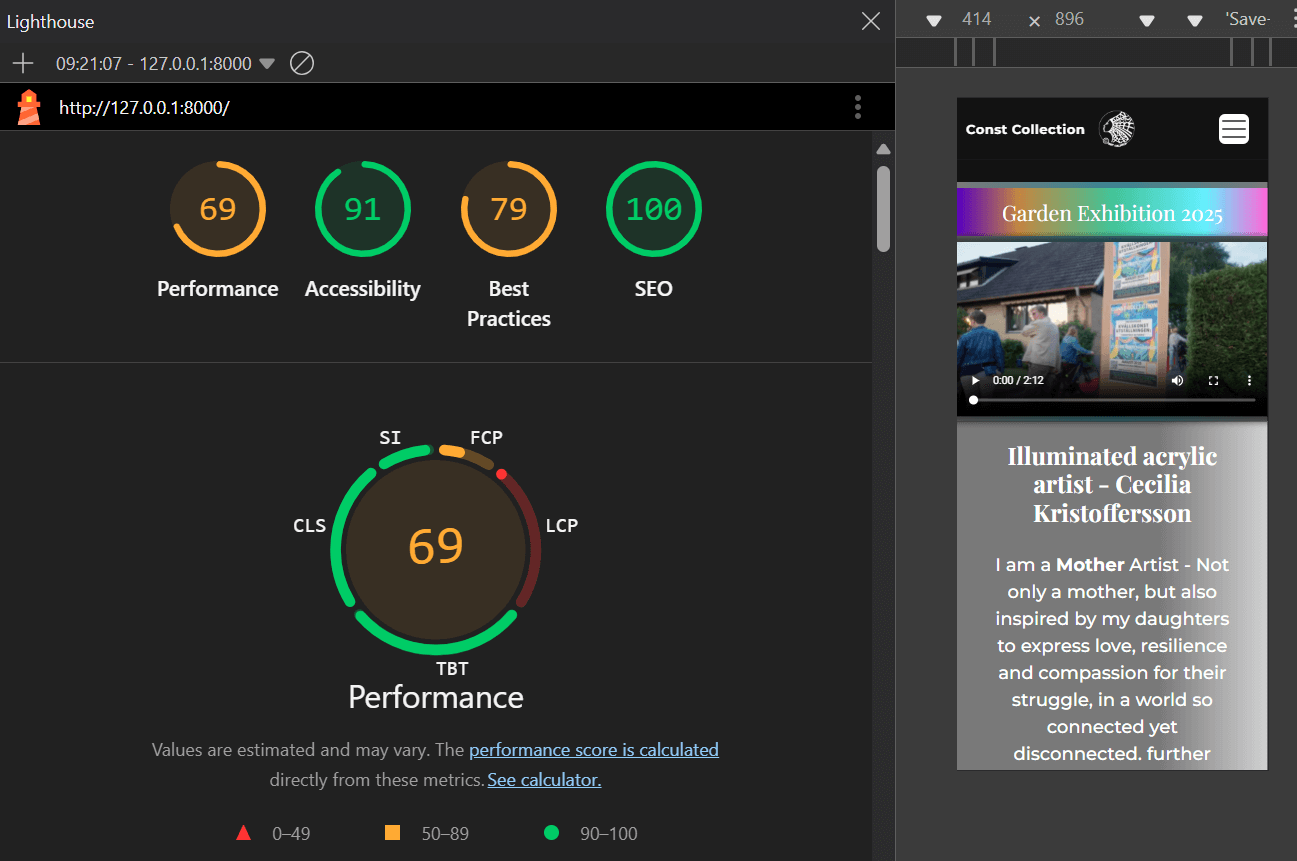 Lighthouse
09:21:07 - 127.0.0.1:8000
http://127.0.0.1:8000/
69
91
79
100
Performance
Accessibility
Best
Practices
SEO
SI
FCP
CLS
LCP
69
TBT
Performance
Values are estimated and may vary. The performance score is calculated
directly from these metrics. See calculator.
0–49
50–89
90–100
414 × 896 'Save-
Const Collection
Garden Exhibition 2025
0:00 / 2:12
Illuminated acrylic
artist - Cecilia
Kristoffersson
I am a Mother Artist - Not
only a mother, but also
inspired by my daughters
to express love, resilience
and compassion for their
struggle, in a world so
connected yet
disconnected. further